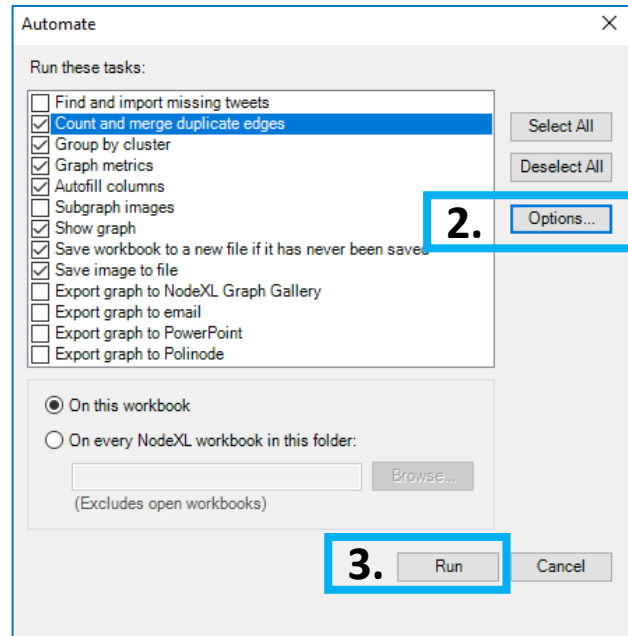 Automate
Run these tasks:
Find and import missing tweets
Count and merge duplicate edges
Group by cluster
Graph metrics
Autofill columns
Subgraph images
Show graph
Save workbook to a new file if it has never been saved
Save image to file
Export graph to NodeXL Graph Gallery
Export graph to email
Export graph to PowerPoint
Export graph to Polinode
Select All
Deselect All
2. Options...
On this workbook
On every NodeXL workbook in this folder:
Browse...
(Excludes open workbooks)
3. Run Cancel